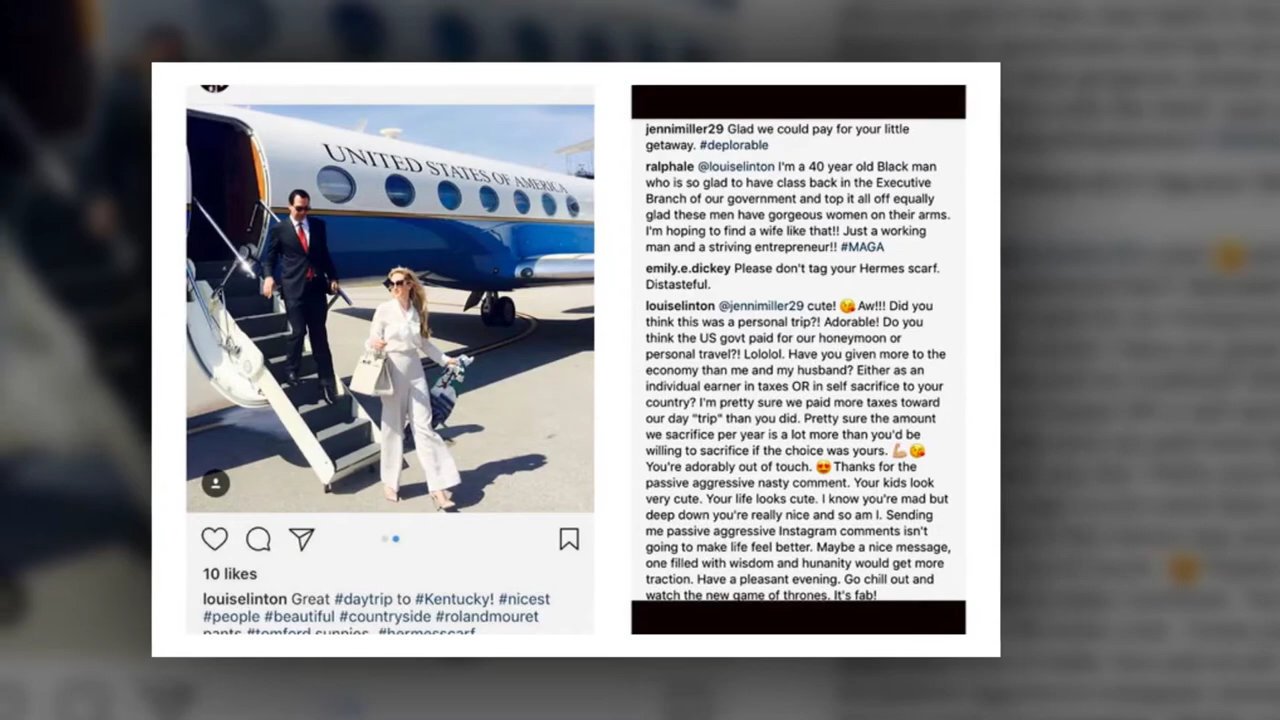 UNITED STATES OF AMERICA
10 likes
louiselinton Great #daytrip to #Kentucky! #nicest
#people #beautiful #countryside #rolandmouret
pants #tomford sunnies, #hermesscarf
jennimiller29 Glad we could pay for your little
getaway. #deplorable
ralphale @louiselinton I'm a 40 year old Black man
who is so glad to have class back in the Executive
Branch of our government and top it all off equally
glad these men have gorgeous women on their arms.
I'm hoping to find a wife like that!! Just a working
man and a striving entrepreneur!! #MAGA
emily.e.dickey Please don't tag your Hermes scarf.
Distasteful.
louiselinton @jennimiller29 cute! 😘 Aw!!! Did you
think this was a personal trip?! Adorable! Do you
think the US govt paid for our honeymoon or
personal travel?! Lololol. Have you given more to the
economy than me and my husband? Either as an
individual earner in taxes OR in self sacrifice to your
country? I'm pretty sure we paid more taxes toward
our day "trip" than you did. Pretty sure the amount
we sacrifice per year is a lot more than you'd be
willing to sacrifice if the choice was yours. 💪🏼😘
You're adorably out of touch. 😍 Thanks for the
passive aggressive nasty comment. Your kids look
very cute. Your life looks cute. I know you're mad but
deep down you're really nice and so am I. Sending
me passive aggressive Instagram comments isn't
going to make life feel better. Maybe a nice message,
one filled with wisdom and hunanity would get more
traction. Have a pleasant evening. Go chill out and
watch the new game of thrones. It's fab!